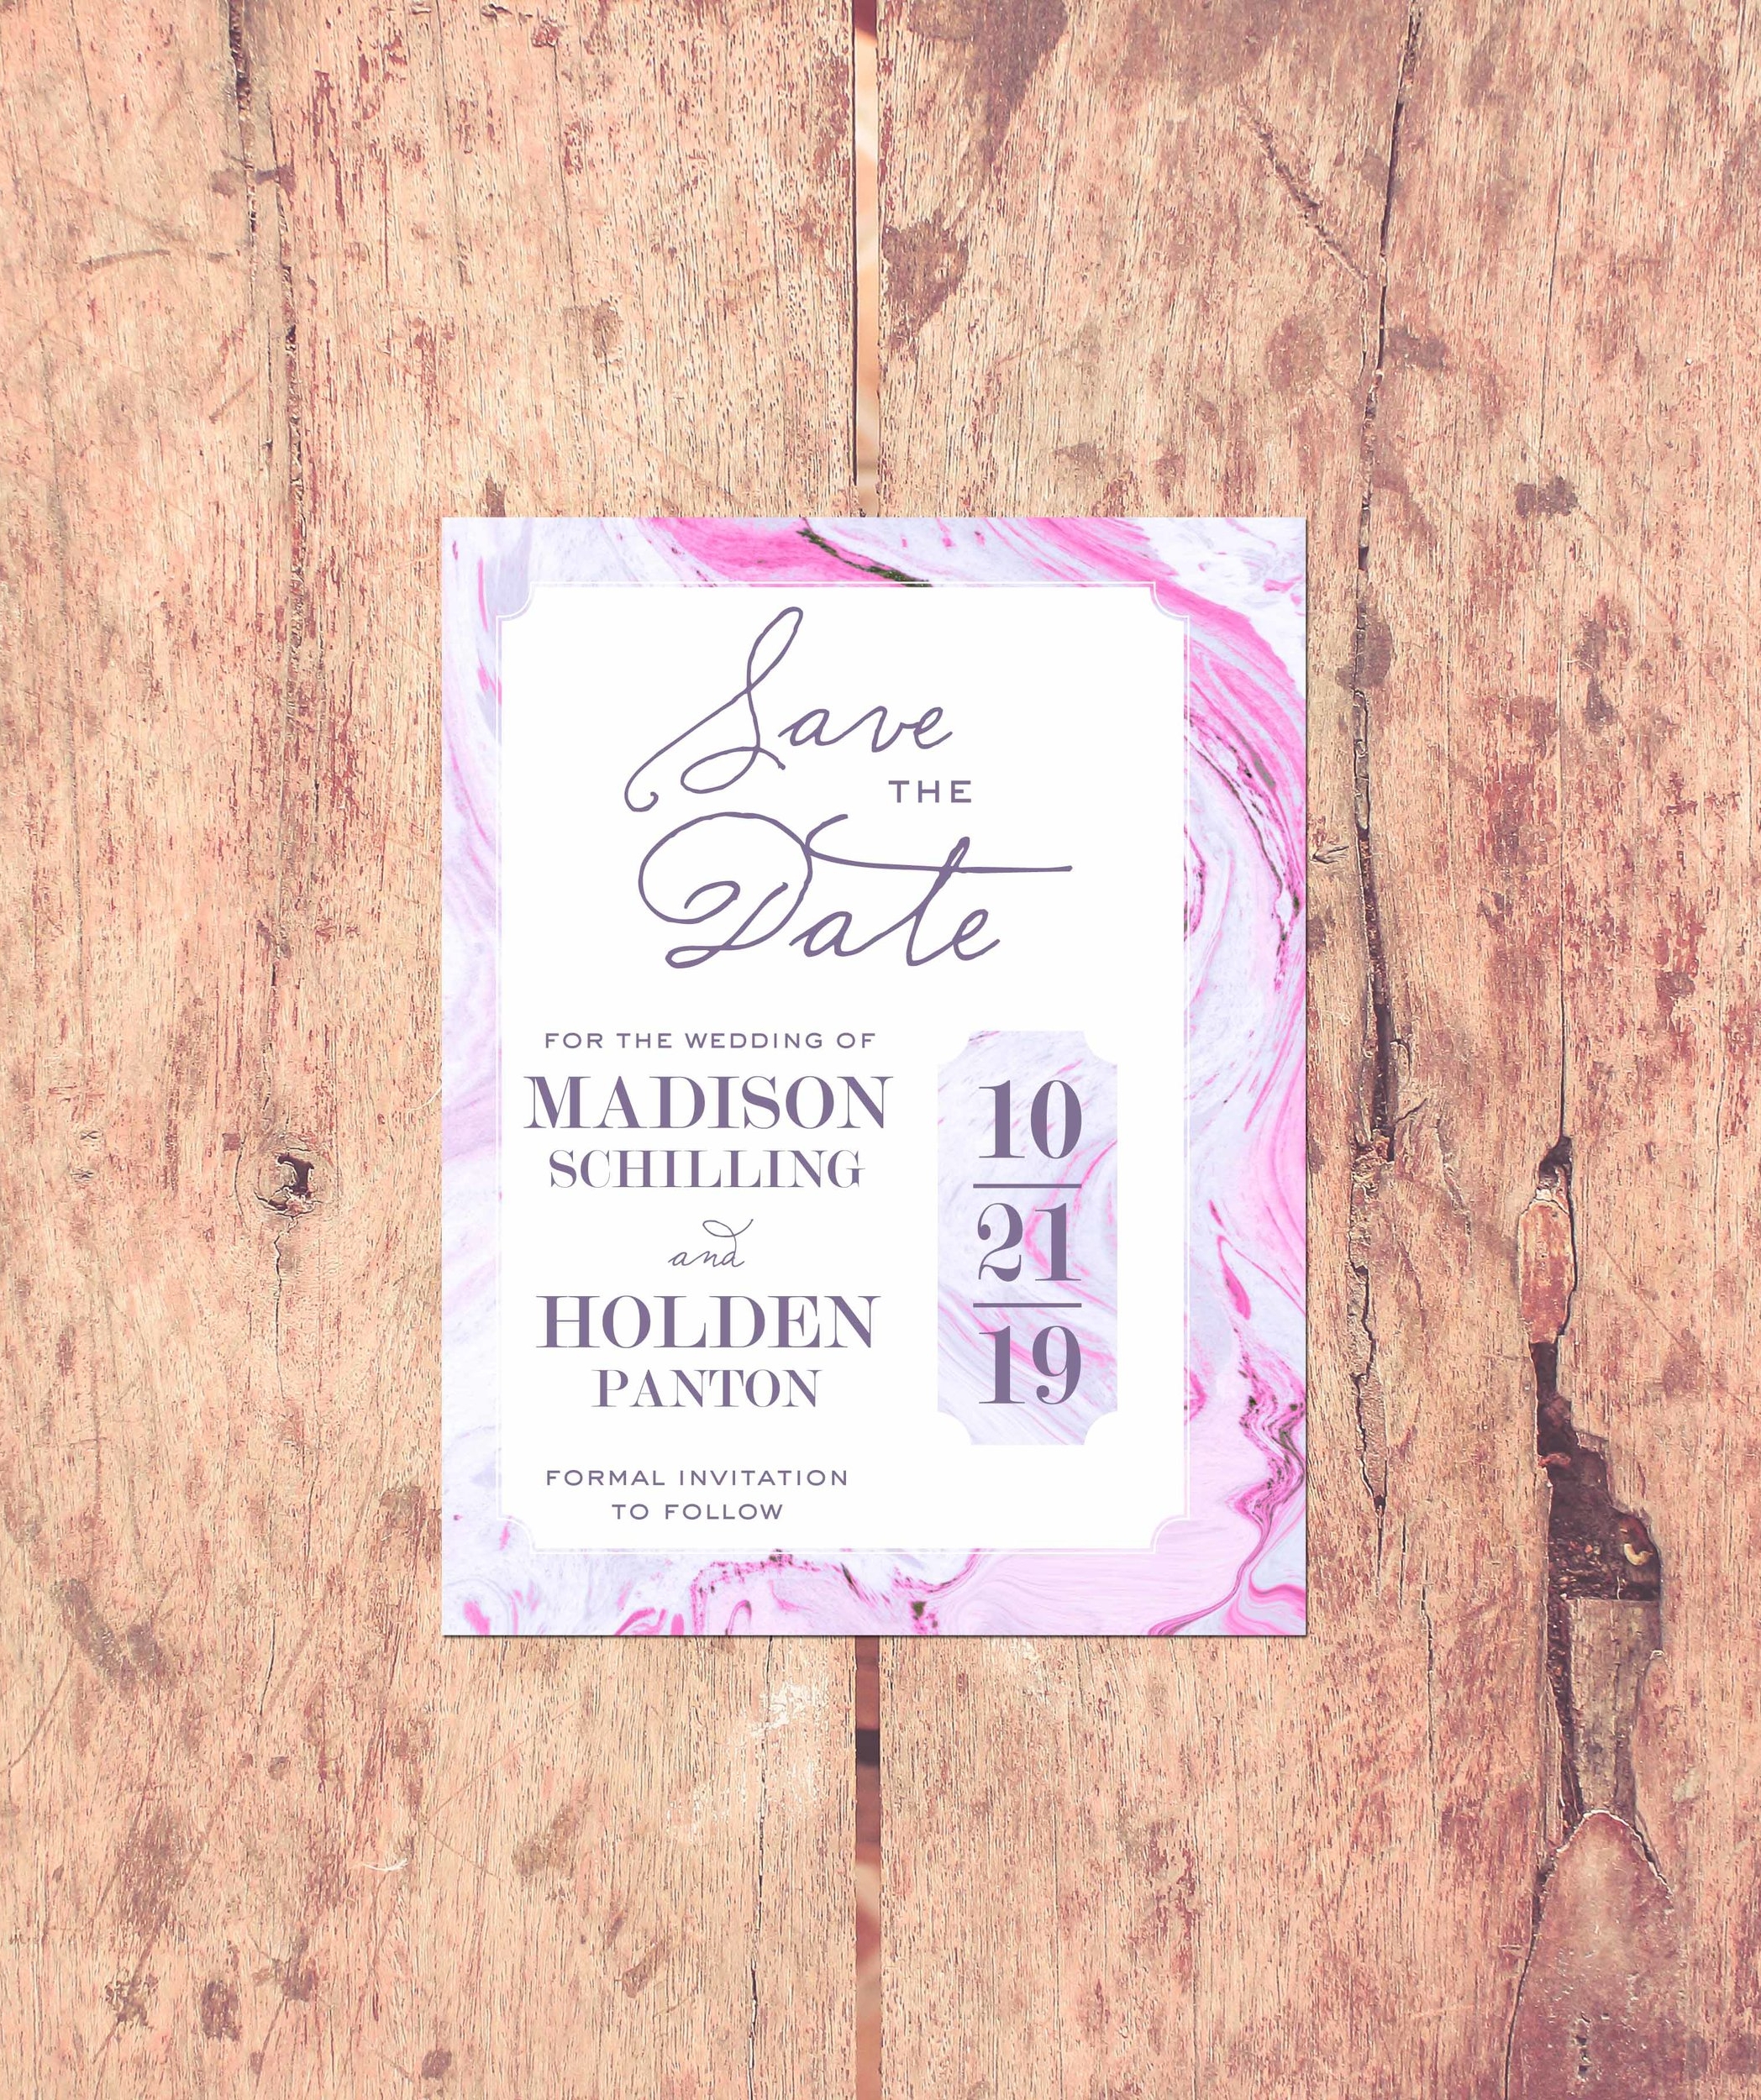 Save
THE
Date
FOR THE WEDDING OF
MADISON
SCHILLING
and
HOLDEN
PANTON
FORMAL INVITATION
TO FOLLOW
10
21
19